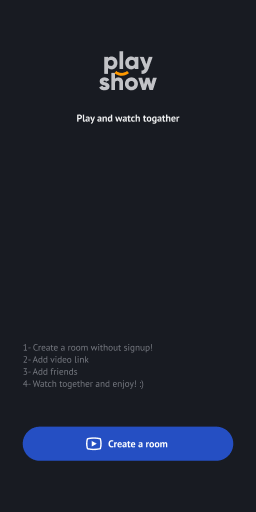 play
show
Play and watch togather
1- Create a room without signup!
2- Add video link
3- Add friends
4- Watch together and enjoy! :)
Create a room